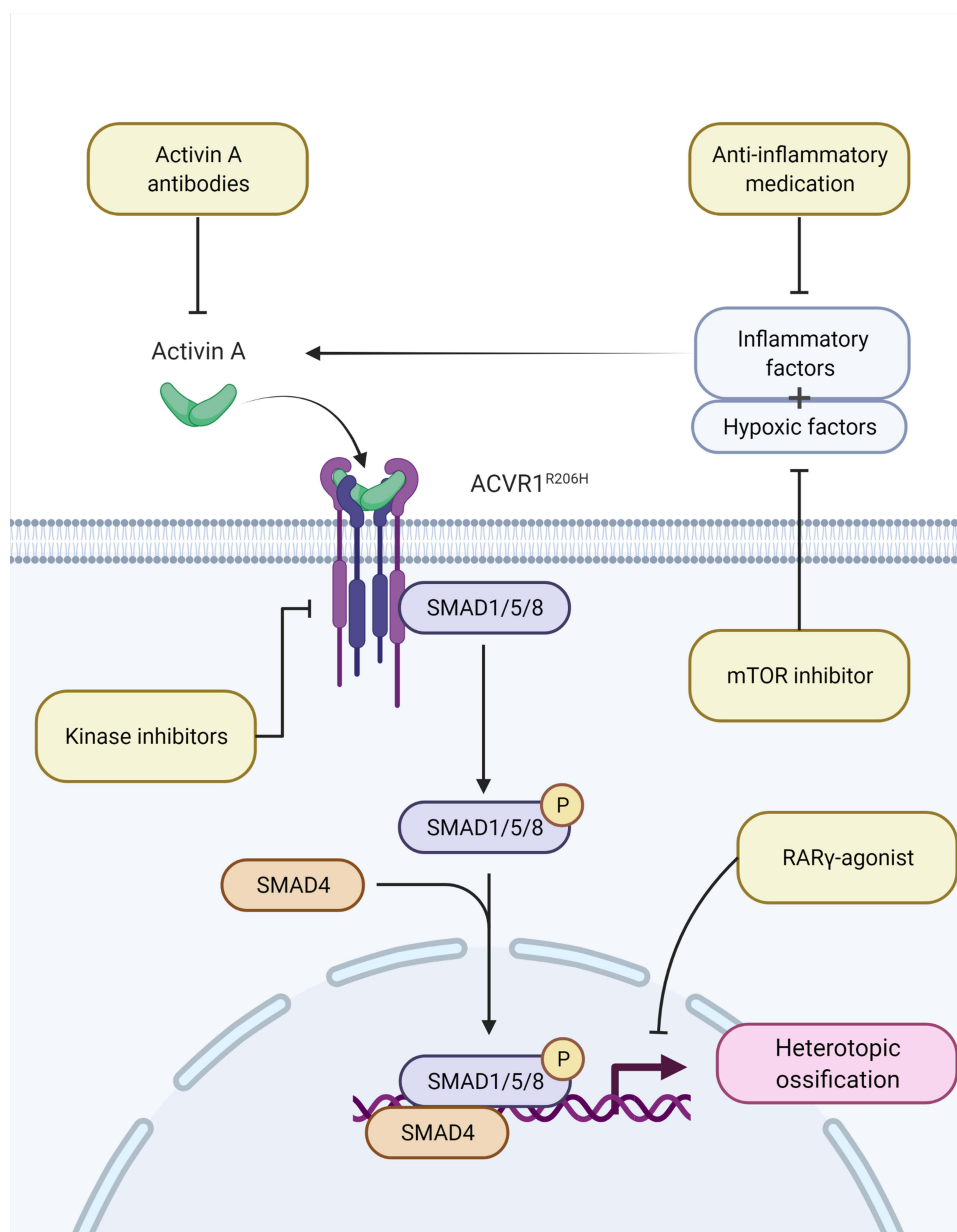 Activin A
antibodies
Anti-inflammatory
medication
Activin A
Inflammatory
factors
+
Hypoxic factors
ACVR1R206H
SMAD1/5/8
mTOR inhibitor
Kinase inhibitors
P
SMAD1/5/8
RARγ-agonist
SMAD4
P
SMAD1/5/8
SMAD4
Heterotopic
ossification